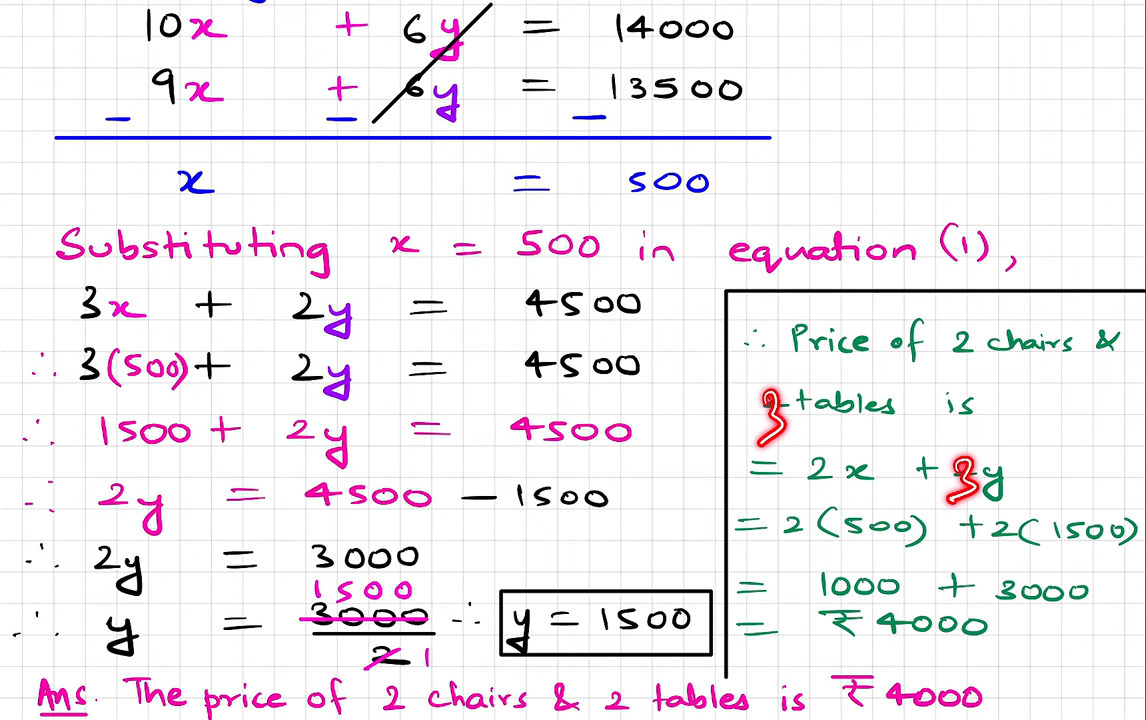 10x + 6y = 14000
9x + 6y = 13500
− − −
x = 500
Substituting x = 500 in equation (1),
3x + 2y = 4500
∴ 3(500) + 2y = 4500
∴ 1500 + 2y = 4500
∴ 2y = 4500 − 1500
∴ 2y = 3000
1500
∴ y = 3000 ∴ y = 1500
2 1
∴ Price of 2 chairs &
3 tables is
= 2x + 3y
= 2(500) + 2(1500)
= 1000 + 3000
= ₹ 4000
Ans. The price of 2 chairs & 2 tables is ₹ 4000